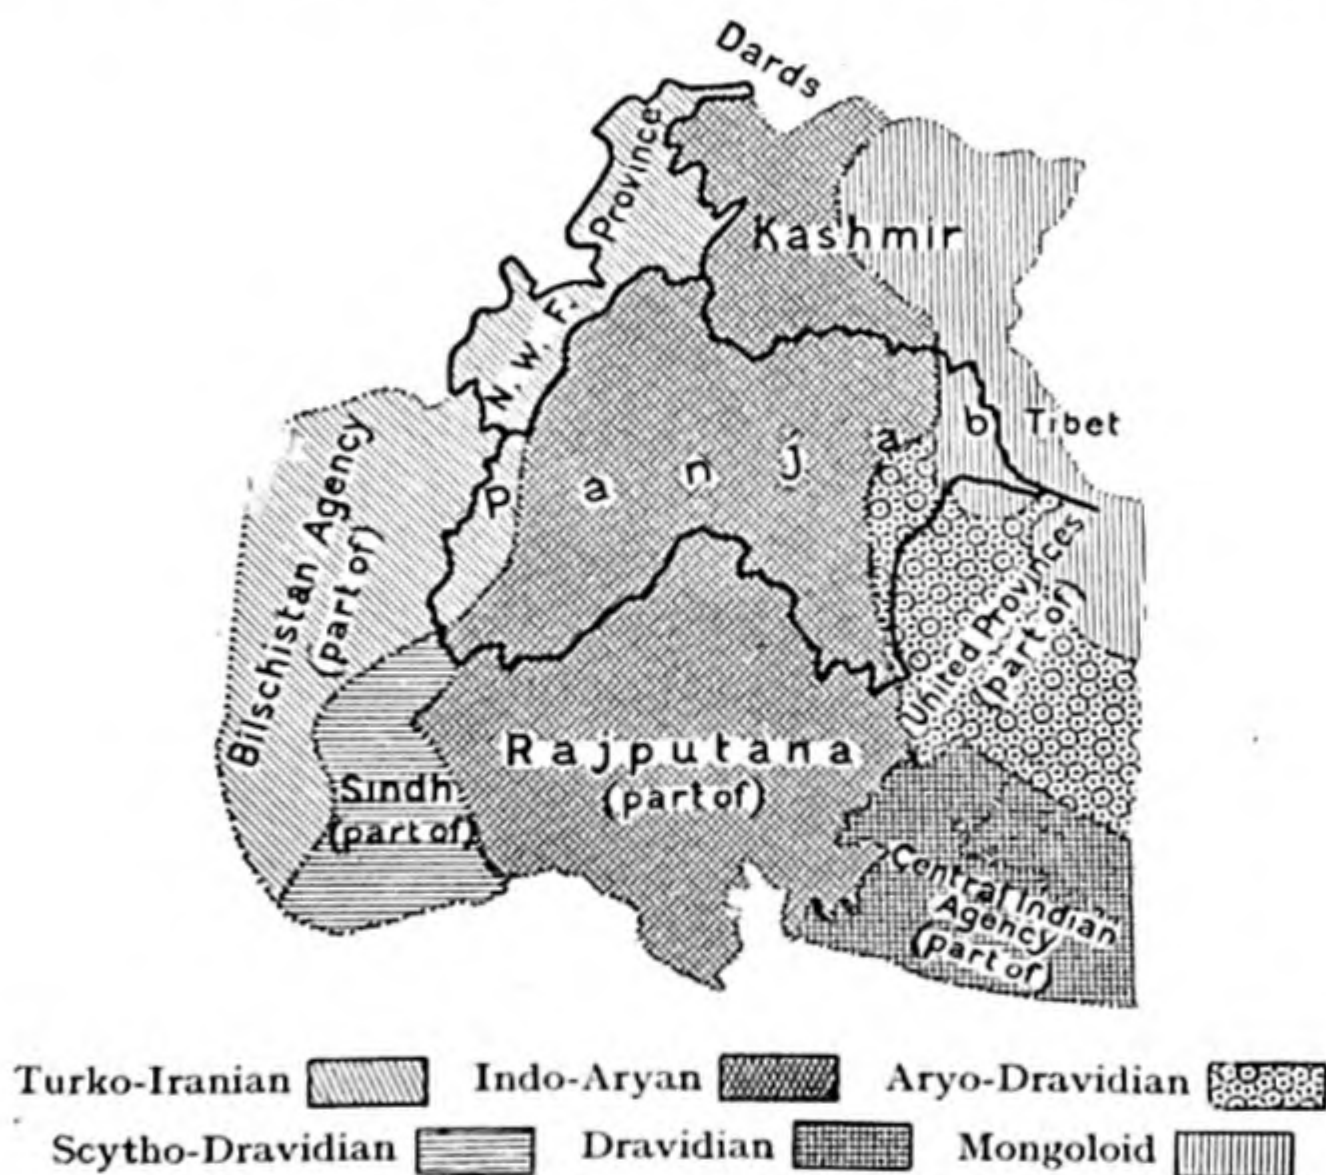 Dards
Province
Kashmir
N. W. F.
Panjab
Tibet
Bilschistan Agency
(part of)
United Provinces
(part of)
Rajputana
(part of)
Sindh
(part of)
Central Indian
Agency
(part of)
Turko-Iranian Indo-Aryan Aryo-Dravidian
Scytho-Dravidian Dravidian Mongoloid